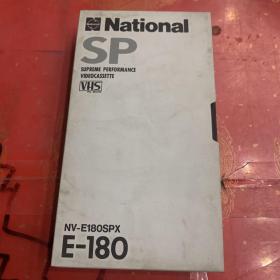 National
SP
SUPREME PERFORMANCE
VIDEOCASSETTE
VHS
NV-E180SPX
E-180